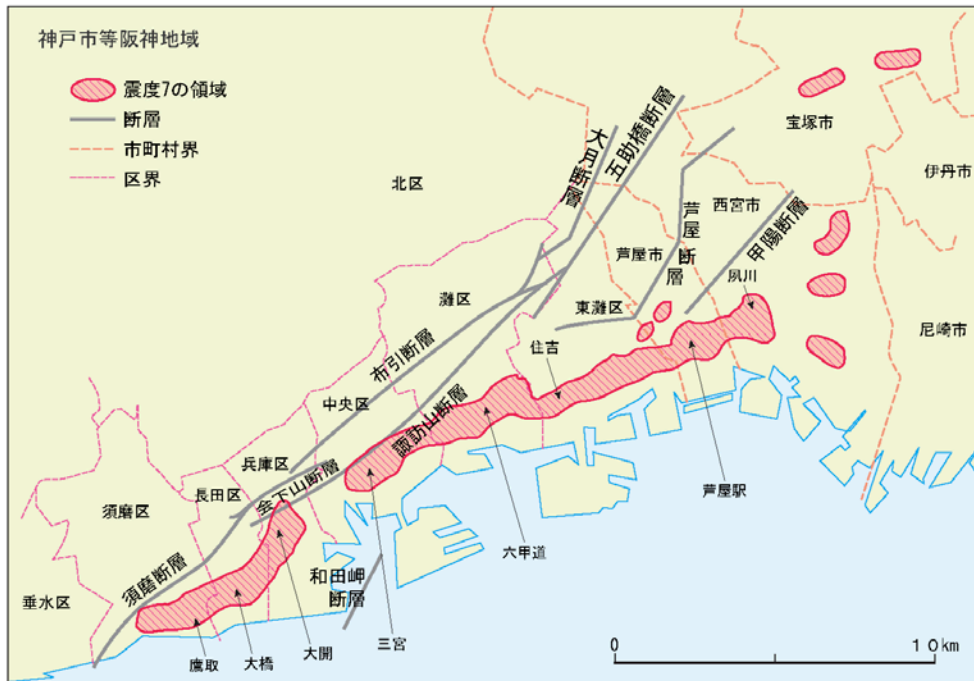 神戸市等阪神地域
震度7の領域
断層
市町村界
区界
北区
大月断層
五助橋断層
宝塚市
伊丹市
芦屋断層
西宮市
甲陽断層
芦屋市
夙川
灘区
東灘区
尼崎市
住吉
布引断層
中央区
諏訪山断層
兵庫区
会下山断層
長田区
須磨区
芦屋駅
六甲道
和田岬
断層
須磨断層
垂水区
三宮
大開
大橋
鷹取
0
10km